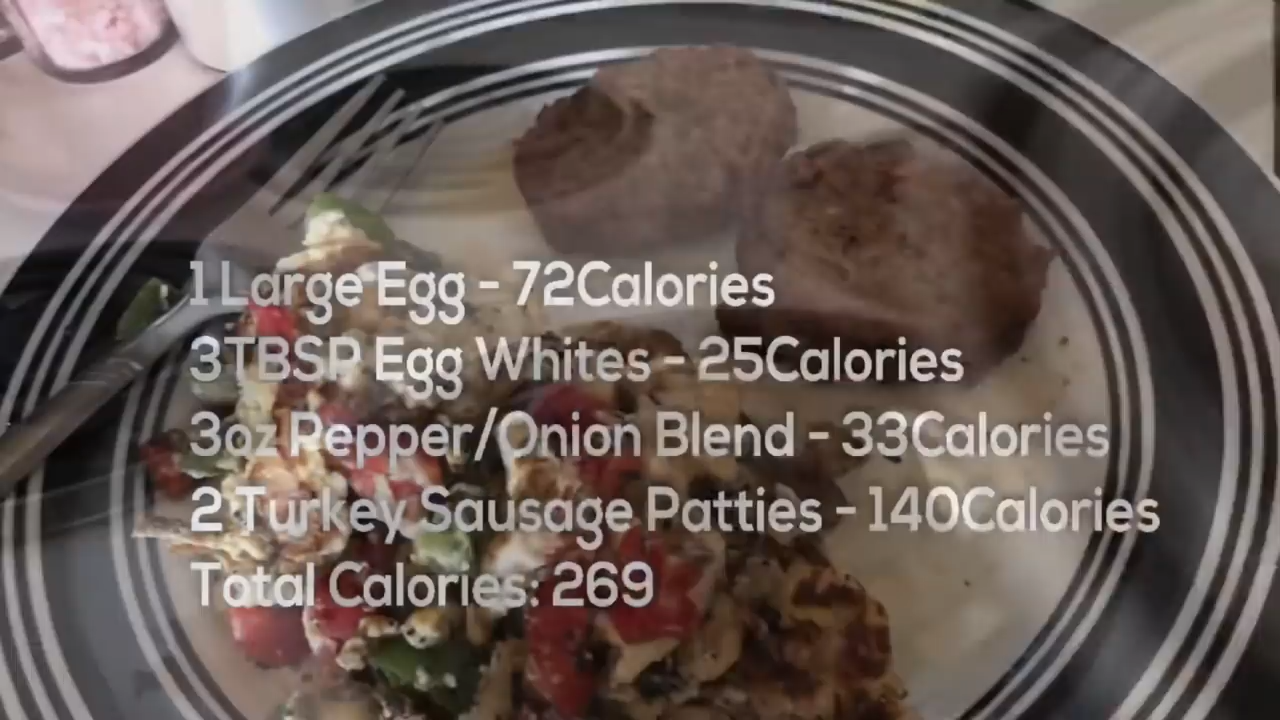 1 Large Egg - 72Calories
3TBSP Egg Whites - 25Calories
3oz Pepper/Onion Blend - 33Calories
2 Turkey Sausage Patties - 140Calories
Total Calories: 269